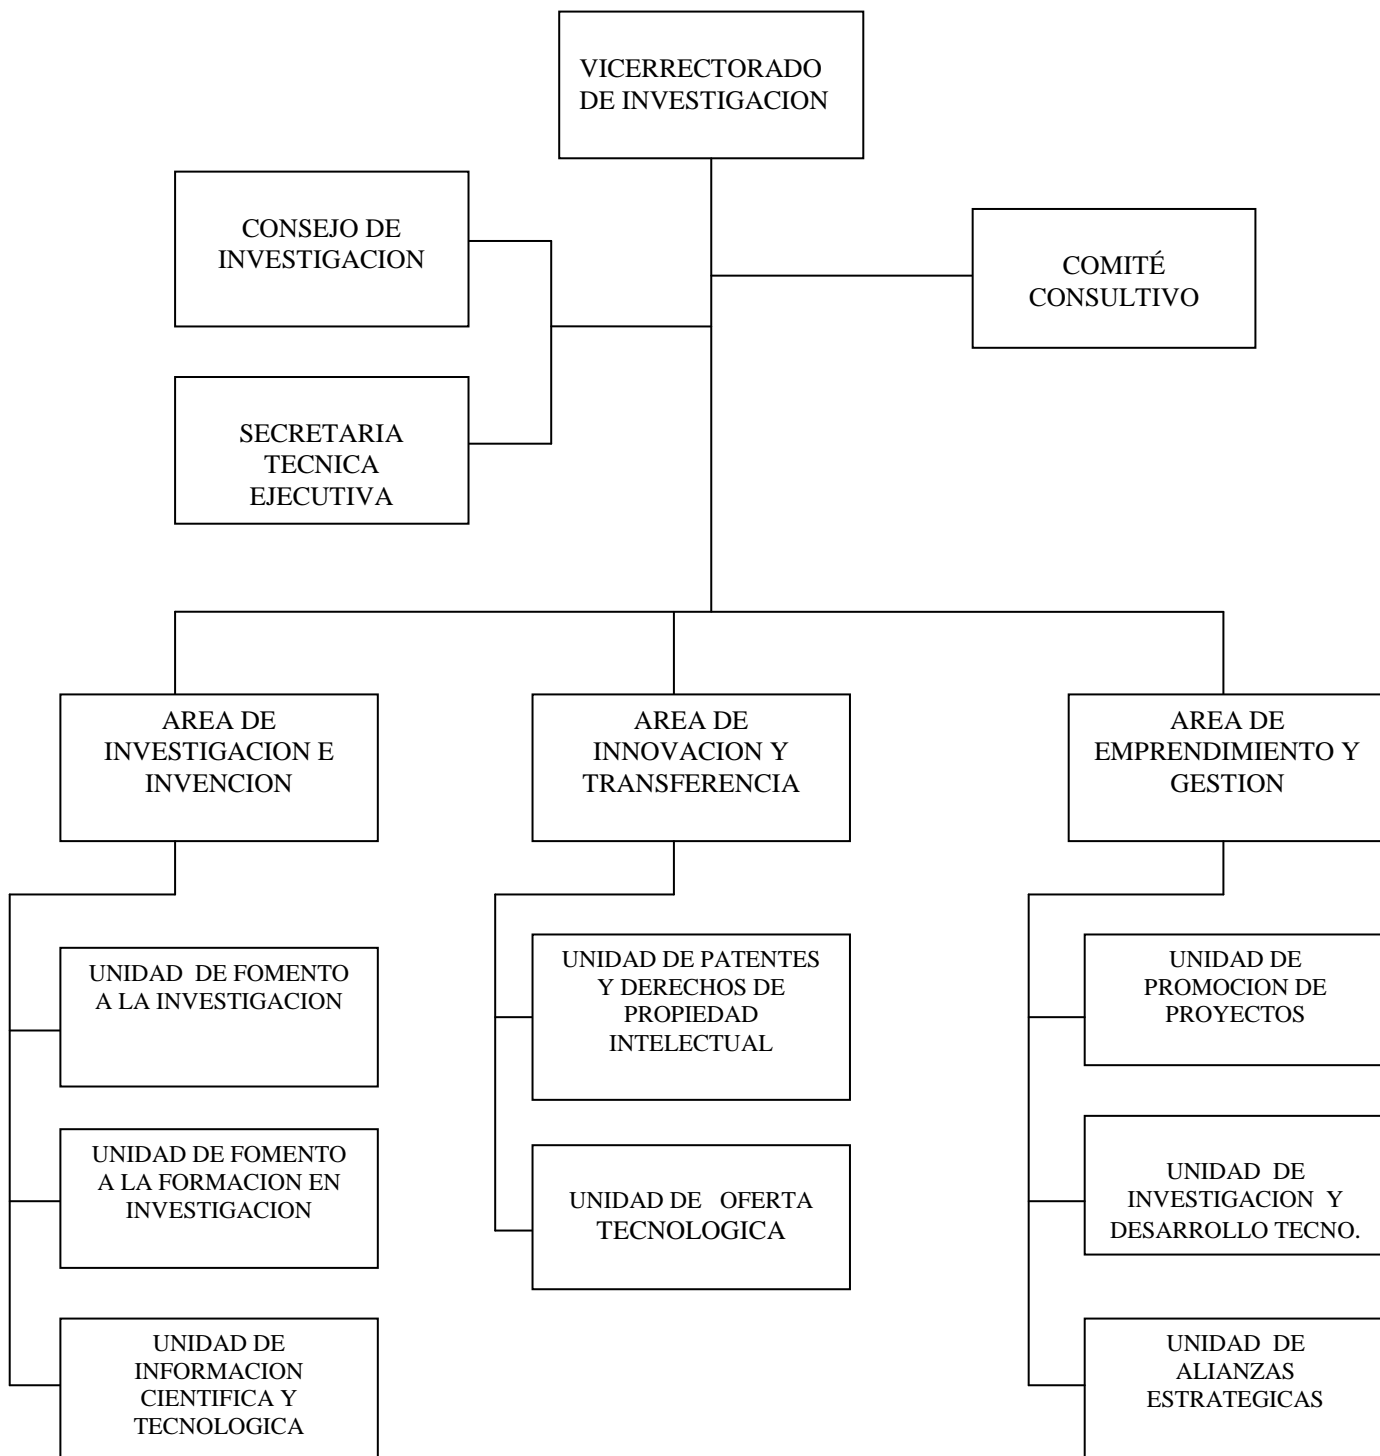 VICERRECTORADO
DE INVESTIGACION
CONSEJO DE
INVESTIGACION
COMITÉ
CONSULTIVO
SECRETARIA
TECNICA
EJECUTIVA
AREA DE
INVESTIGACION E
INVENCION
AREA DE
INNOVACION Y
TRANSFERENCIA
AREA DE
EMPRENDIMIENTO Y
GESTION
UNIDAD DE FOMENTO
A LA INVESTIGACION
UNIDAD DE PATENTES
Y DERECHOS DE
PROPIEDAD
INTELECTUAL
UNIDAD DE
PROMOCION DE
PROYECTOS
UNIDAD DE FOMENTO
A LA FORMACION EN
INVESTIGACION
UNIDAD DE OFERTA
TECNOLOGICA
UNIDAD DE
INVESTIGACION Y
DESARROLLO TECNO.
UNIDAD DE
INFORMACION
CIENTIFICA Y
TECNOLOGICA
UNIDAD DE
ALIANZAS
ESTRATEGICAS